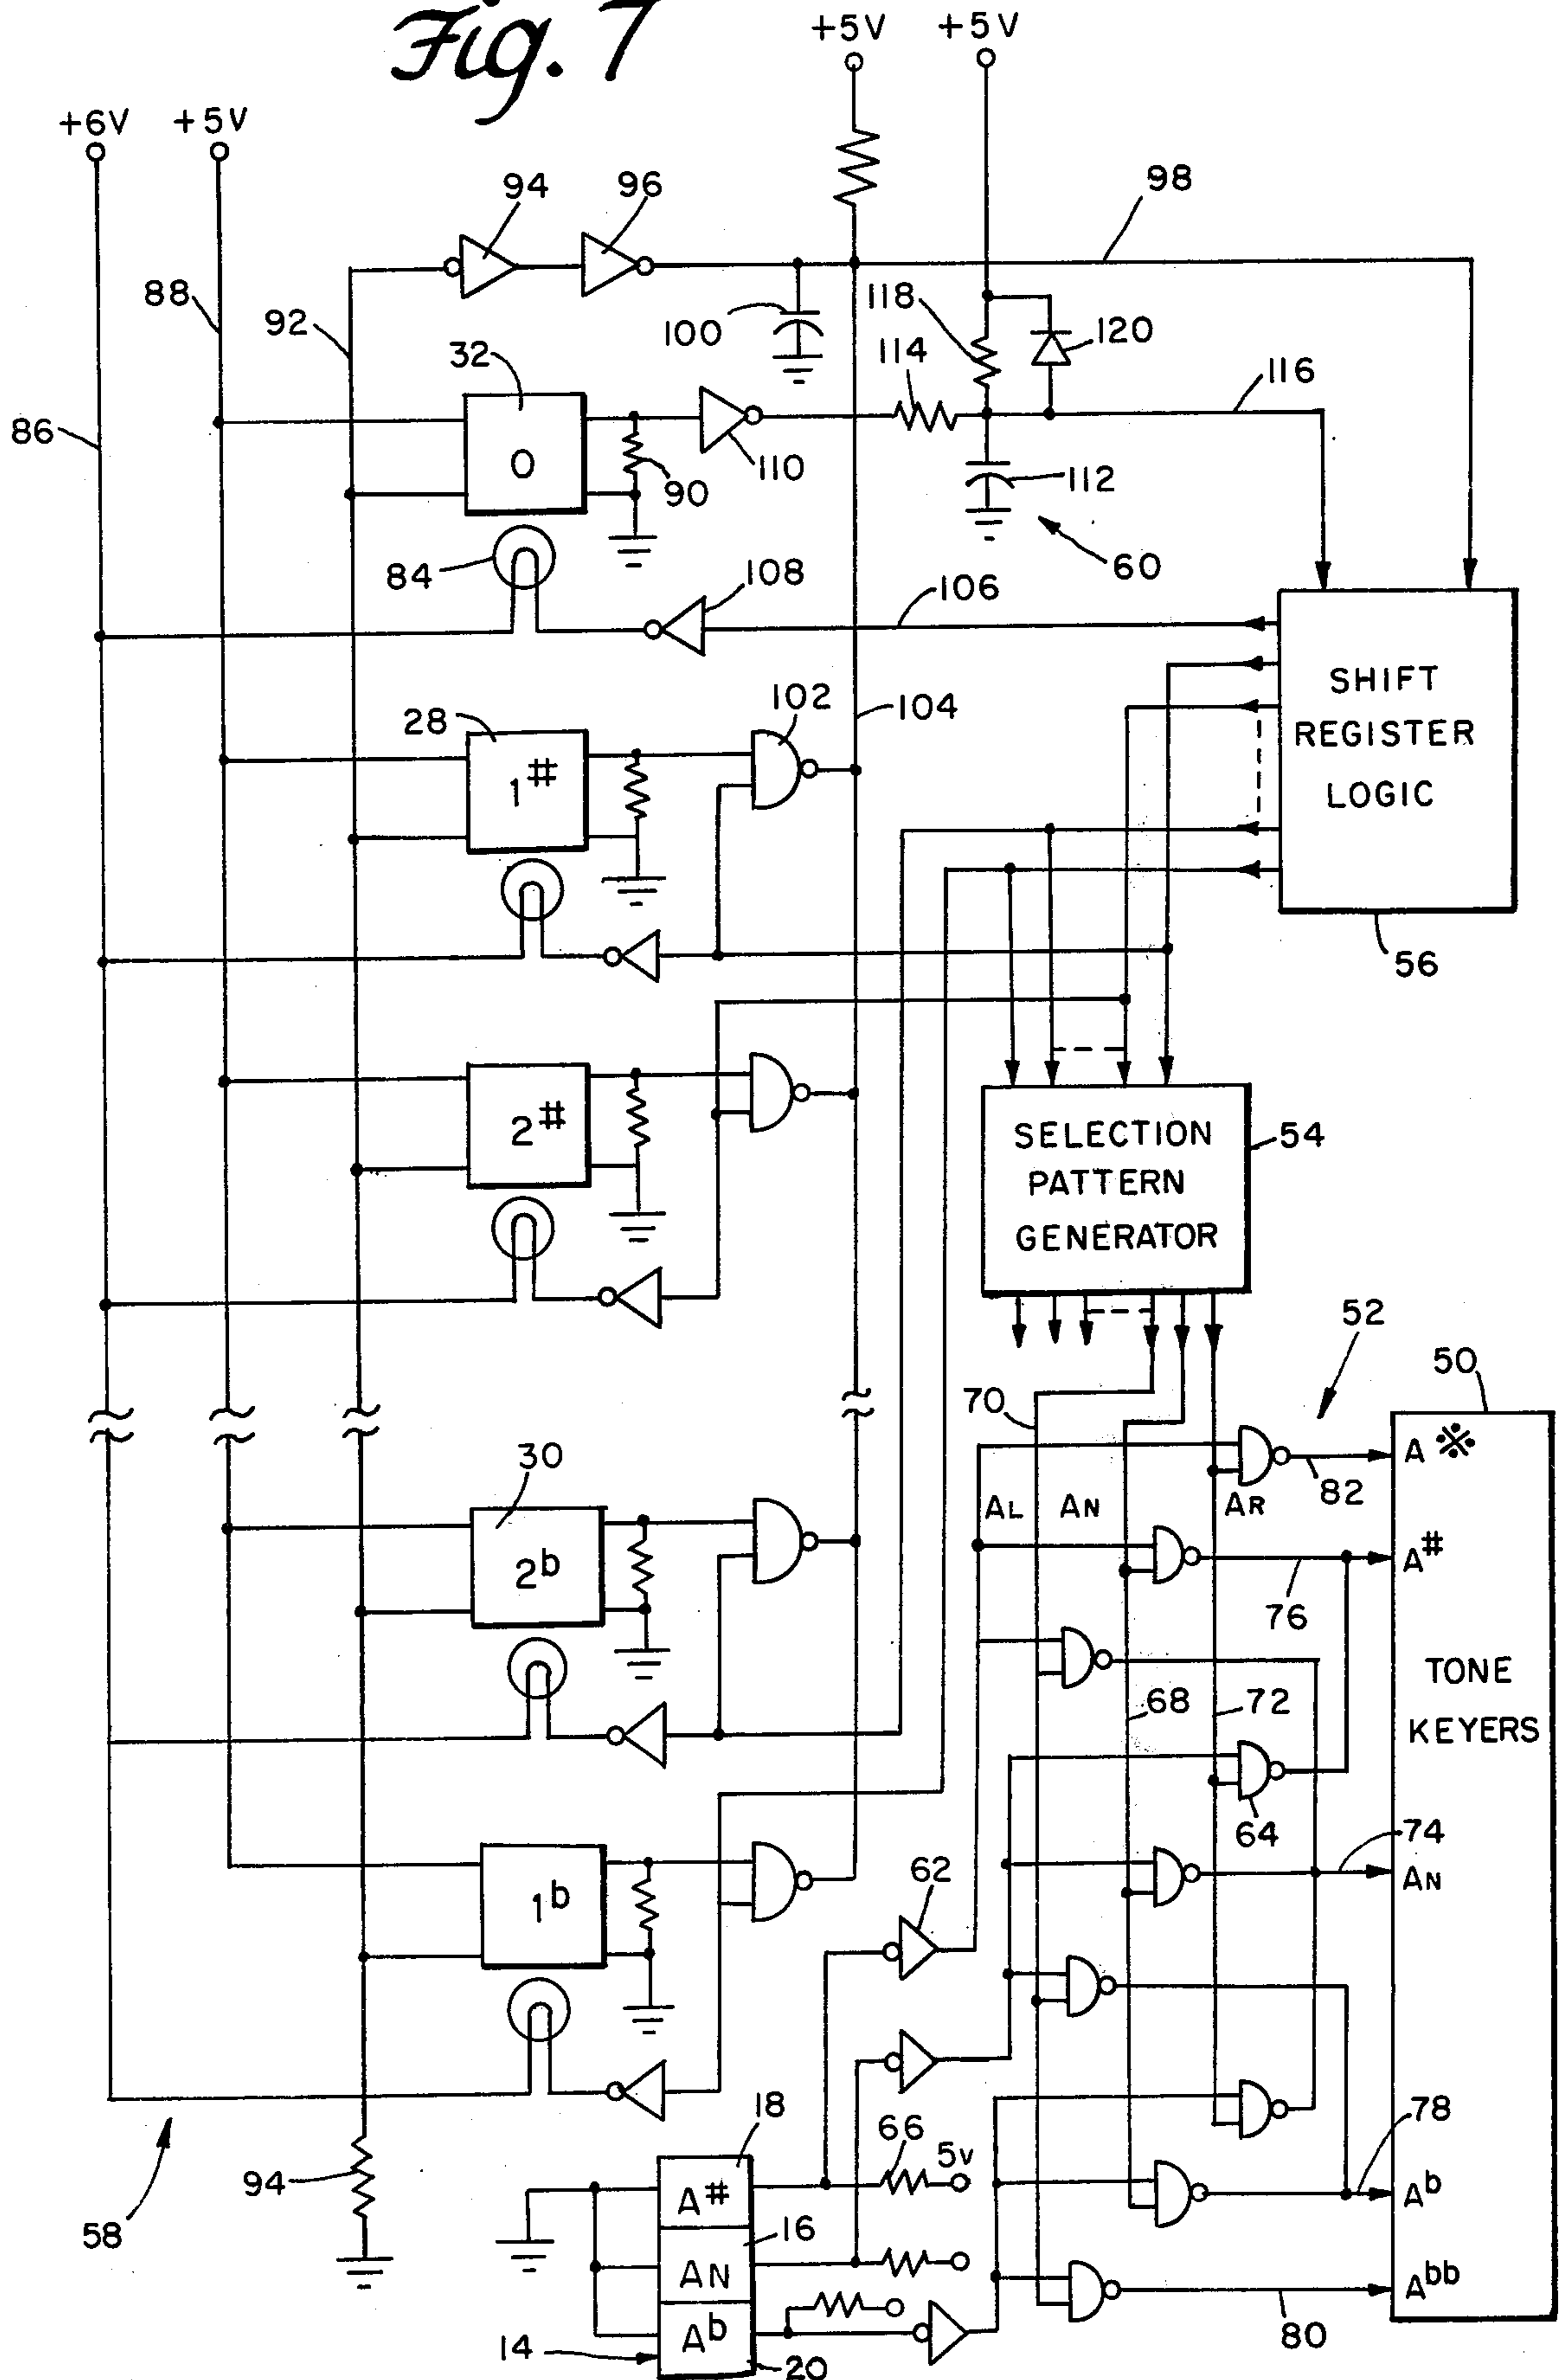 Fig. 7
+5V +5V
+6V +5V
94 96 98
88
92
100
118
120
114
32
116
86
0
110
90
112
84
108
60
106
SHIFT
REGISTER
LOGIC
102
104
28
1#
56
2#
SELECTION
PATTERN
GENERATOR
54
52
50
70
30
A※
82
AL AN AR
2b
A#
76
TONE
KEYERS
68 72
64
74
62
AN
1b
18
66
5V
78
94
A#
16
Ab
58
AN
Abb
14
Ab
20
80